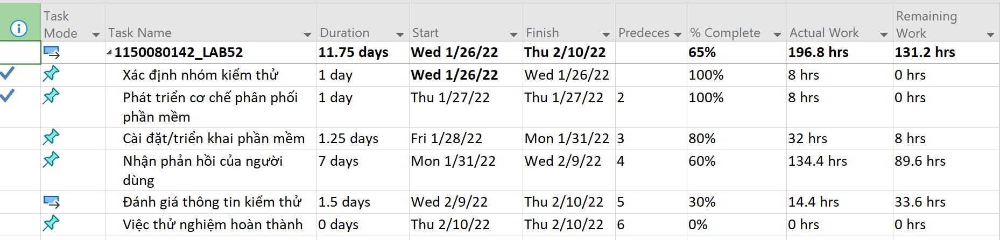 Task Mode Task Name Duration Start Finish Predeces % Complete Actual Work Remaining Work
1150080142_LAB52 11.75 days Wed 1/26/22 Thu 2/10/22 65% 196.8 hrs 131.2 hrs
Xác định nhóm kiểm thử 1 day Wed 1/26/22 Wed 1/26/22 100% 8 hrs 0 hrs
Phát triển cơ chế phân phối 1 day Thu 1/27/22 Thu 1/27/22 2 100% 8 hrs 0 hrs
phần mềm
Cài đặt/triển khai phần mềm 1.25 days Fri 1/28/22 Mon 1/31/22 3 80% 32 hrs 8 hrs
Nhận phản hồi của người 7 days Mon 1/31/22 Wed 2/9/22 4 60% 134.4 hrs 89.6 hrs
dùng
Đánh giá thông tin kiểm thử 1.5 days Wed 2/9/22 Thu 2/10/22 5 30% 14.4 hrs 33.6 hrs
Việc thử nghiệm hoàn thành 0 days Thu 2/10/22 Thu 2/10/22 6 0% 0 hrs 0 hrs